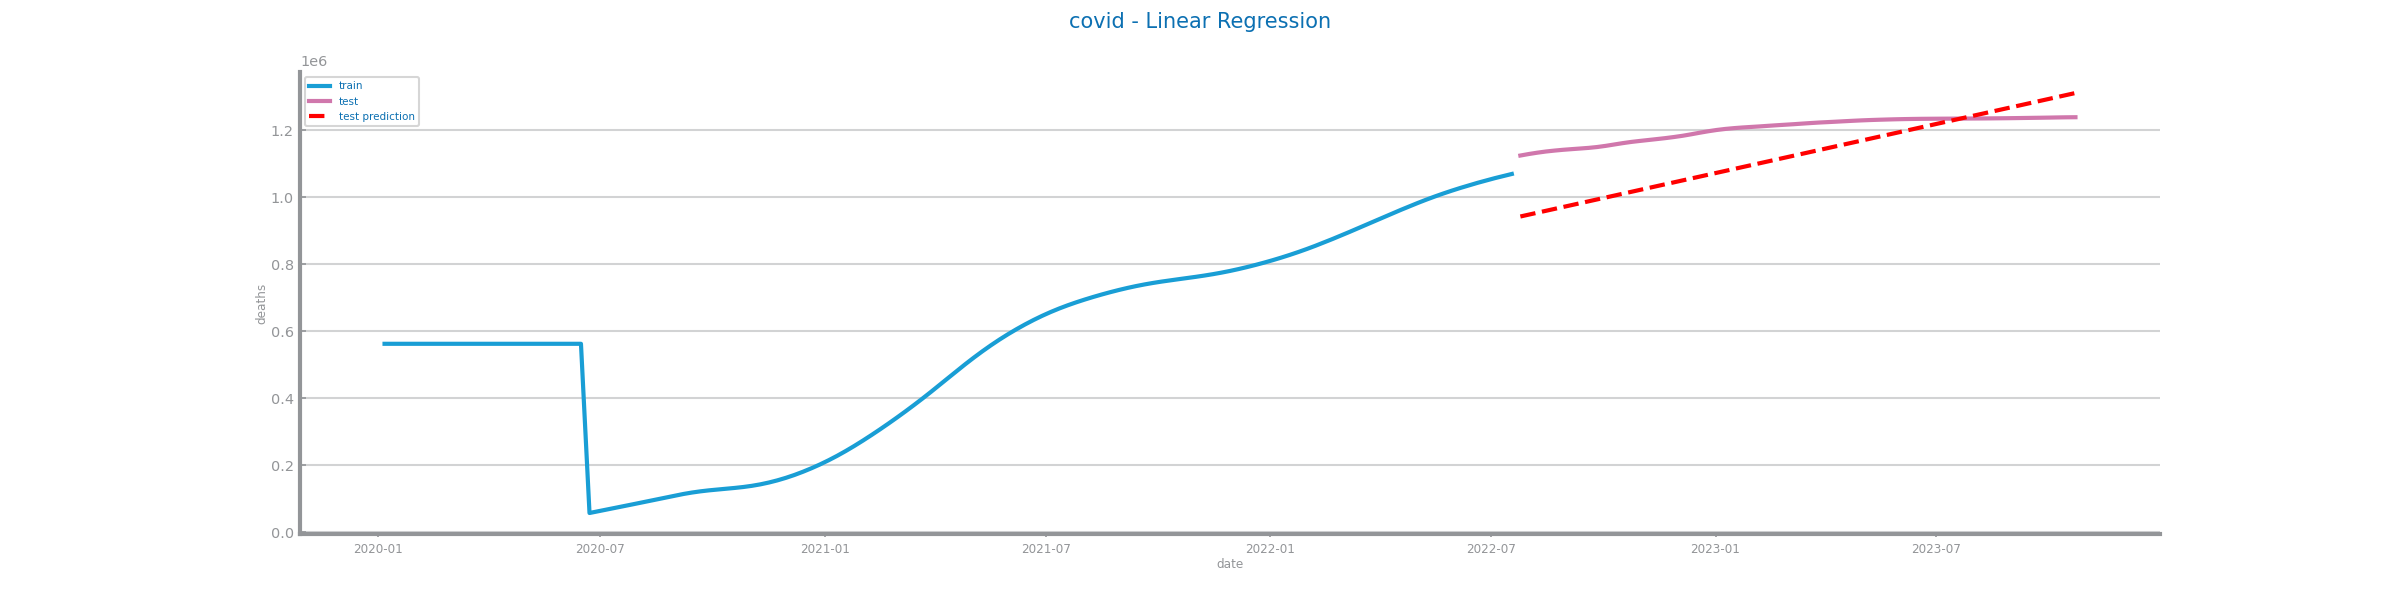 covid - Linear Regression
1e6
train
test
test prediction
1.2
1.0
0.8
0.6
0.4
0.2
0.0
deaths
2020-01 2020-07 2021-01 2021-07 2022-01 2022-07 2023-01 2023-07
date